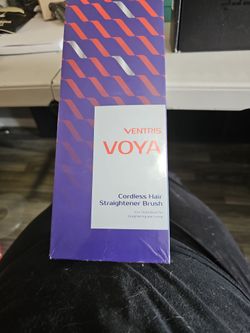 VENTRIS
VOYA
Cordless Hair
Straightener Brush